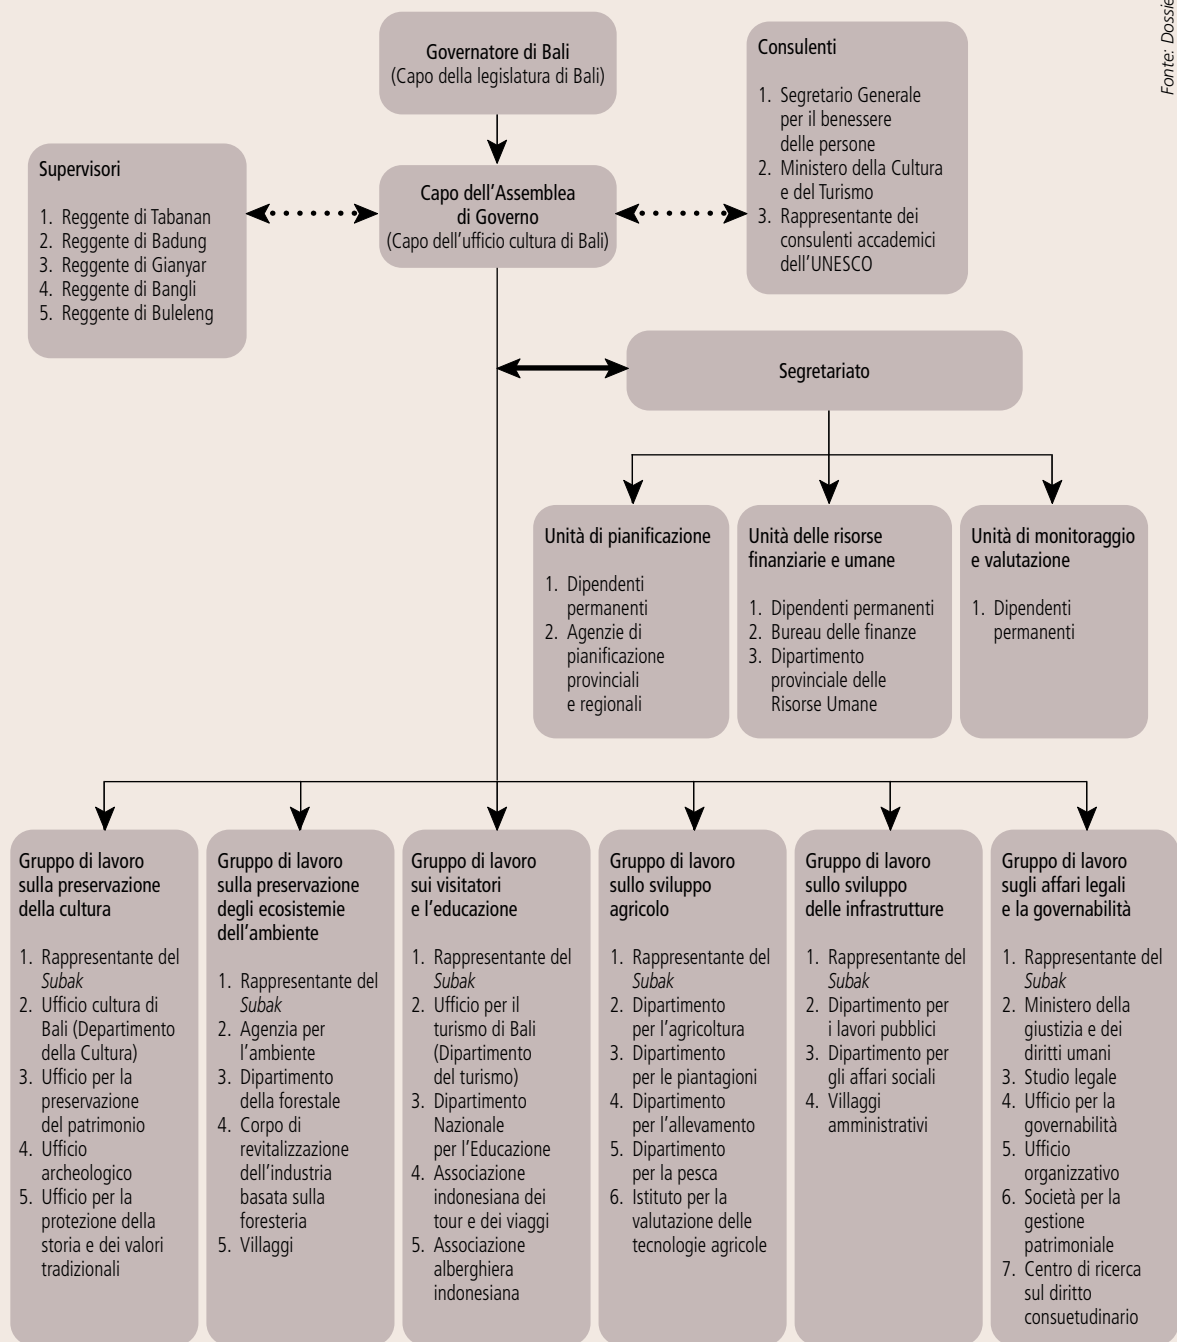 Fonte: Dossie
Governatore di Bali
(Capo della legislatura di Bali)
Consulenti
1. Segretario Generale
per il benessere
delle persone
2. Ministero della Cultura
e del Turismo
3. Rappresentante dei
consulenti accademici
dell'UNESCO
Supervisori
1. Reggente di Tabanan
2. Reggente di Badung
3. Reggente di Gianyar
4. Reggente di Bangli
5. Reggente di Buleleng
Capo dell'Assemblea
di Governo
(Capo dell'ufficio cultura di Bali)
Segretariato
Unità di pianificazione
1. Dipendenti
permanenti
2. Agenzie di
pianificazione
provinciali
e regionali
Unità delle risorse
finanziarie e umane
1. Dipendenti permanenti
2. Bureau delle finanze
3. Dipartimento
provinciale delle
Risorse Umane
Unità di monitoraggio
e valutazione
1. Dipendenti
permanenti
Gruppo di lavoro
sulla preservazione
della cultura
1. Rappresentante del
Subak
2. Ufficio cultura di
Bali (Departimento
della Cultura)
3. Ufficio per la
preservazione
del patrimonio
4. Ufficio
archeologico
5. Ufficio per la
protezione della
storia e dei valori
tradizionali
Gruppo di lavoro
sulla preservazione
degli ecosistemie
dell'ambiente
1. Rappresentante del
Subak
2. Agenzia per
l'ambiente
3. Dipartimento
della forestale
4. Corpo di
revitalizzazione
dell'industria
basata sulla
foresteria
5. Villaggi
Gruppo di lavoro
sui visitatori
e l'educazione
1. Rappresentante del
Subak
2. Ufficio per il
turismo di Bali
(Dipartimento
del turismo)
3. Dipartimento
Nazionale
per l'Educazione
4. Associazione
indonesiana dei
tour e dei viaggi
5. Associazione
alberghiera
indonesiana
Gruppo di lavoro
sullo sviluppo
agricolo
1. Rappresentante del
Subak
2. Dipartimento
per l'agricoltura
3. Dipartimento
per le piantagioni
4. Dipartimento
per l'allevamento
5. Dipartimento
per la pesca
6. Istituto per la
valutazione delle
tecnologie agricole
Gruppo di lavoro
sullo sviluppo
delle infrastrutture
1. Rappresentante del
Subak
2. Dipartimento per
i lavori pubblici
3. Dipartimento per
gli affari sociali
4. Villaggi
amministrativi
Gruppo di lavoro
sugli affari legali
e la governabilità
1. Rappresentante del
Subak
2. Ministero della
giustizia e dei
diritti umani
3. Studio legale
4. Ufficio per la
governabilità
5. Ufficio
organizzativo
6. Società per la
gestione
patrimoniale
7. Centro di ricerca
sul diritto
consuetudinario